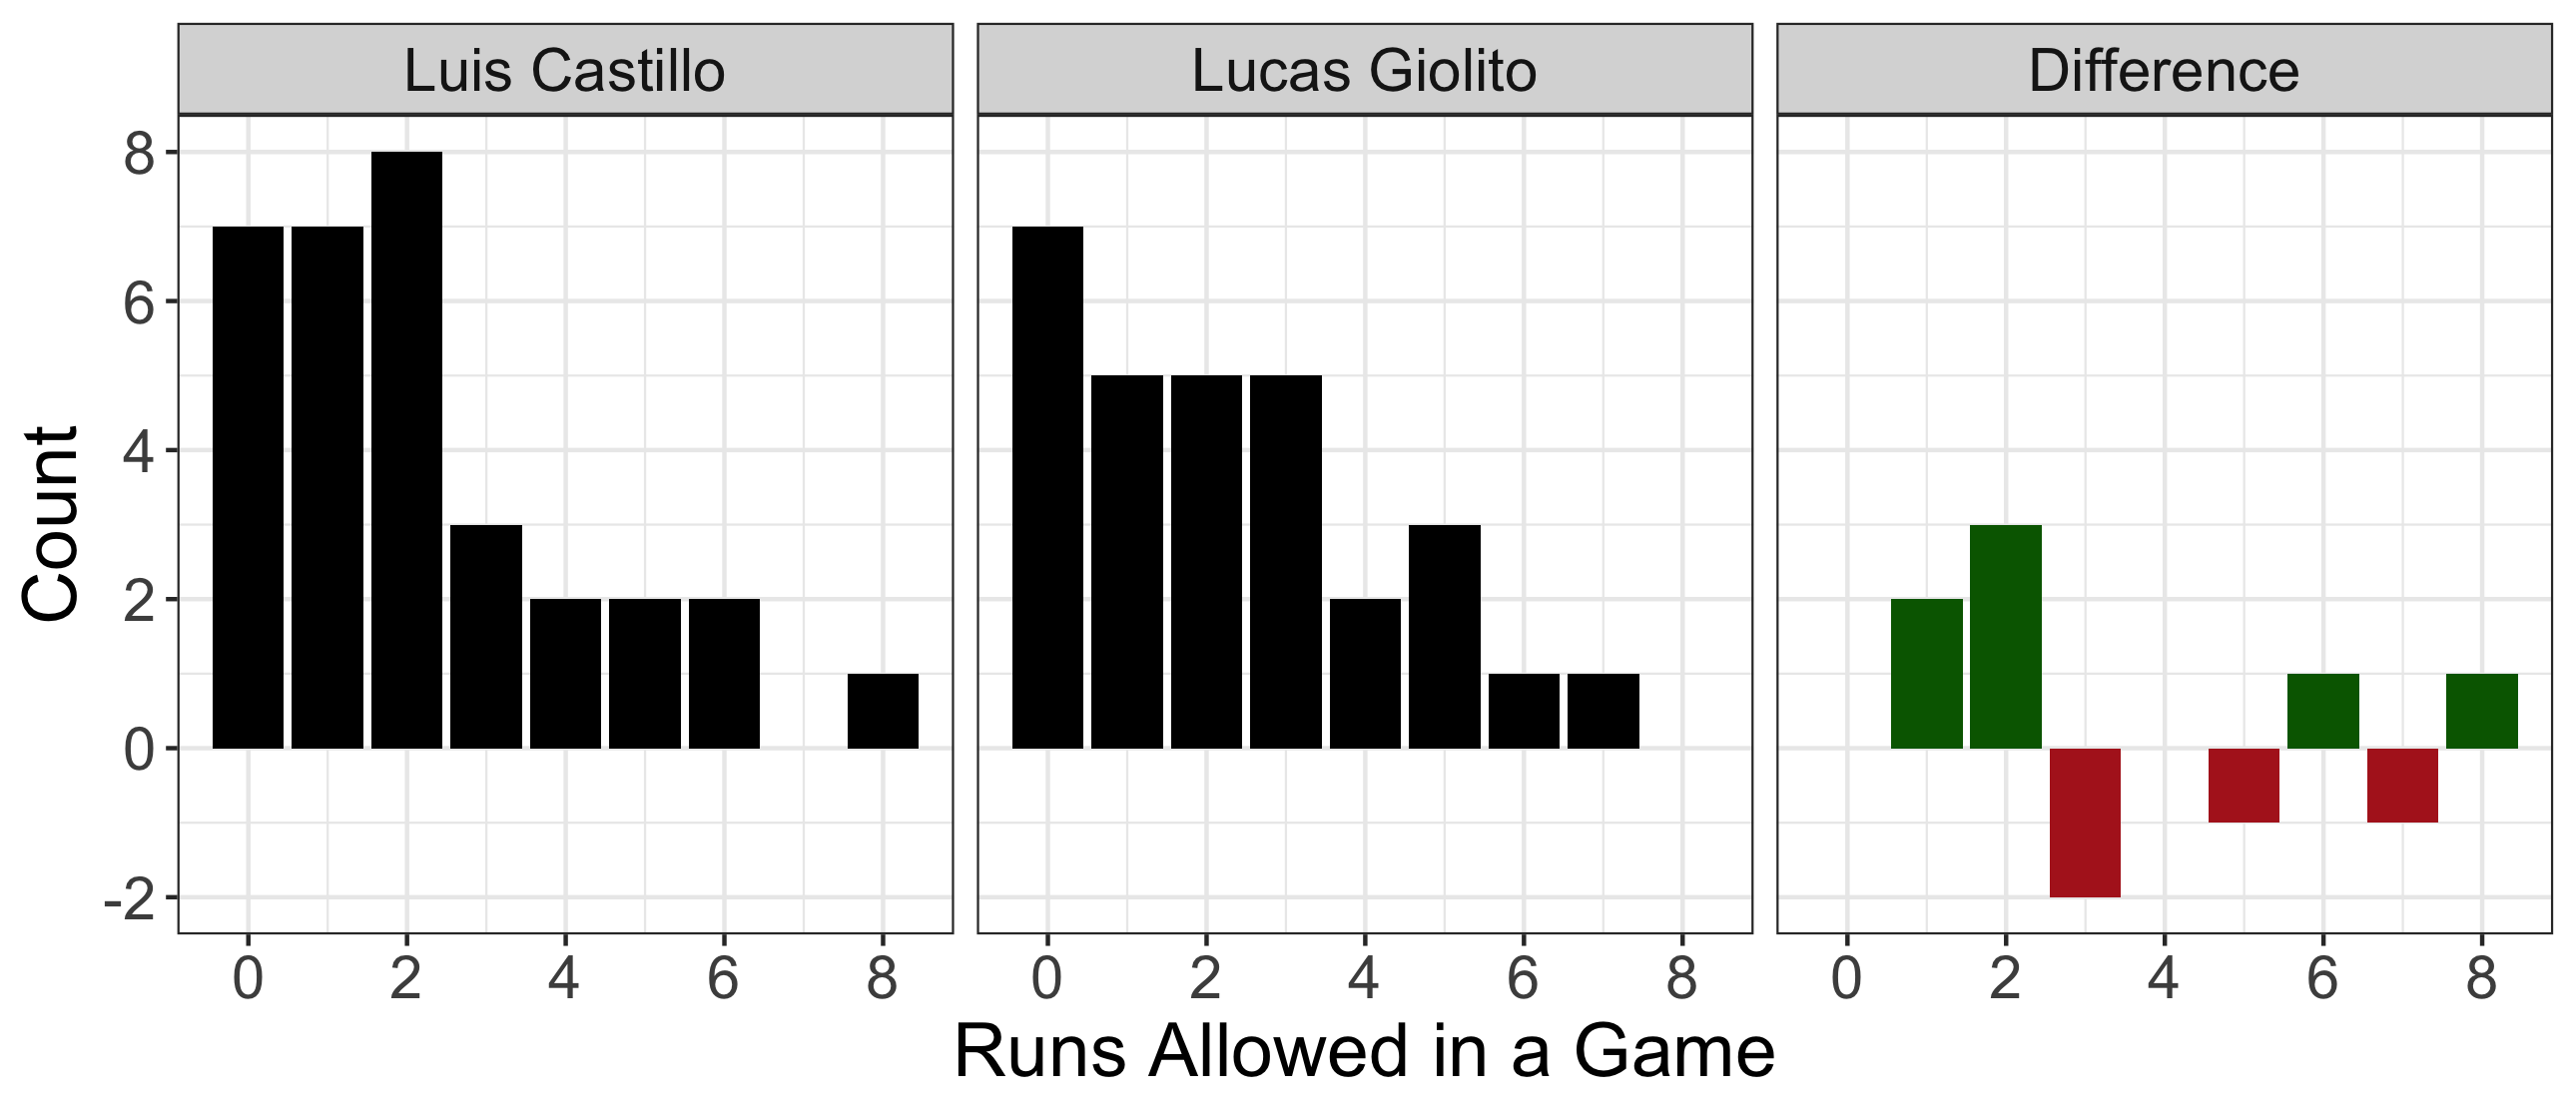 Luis Castillo
Lucas Giolito
Difference
Count
8
6
4
2
0
-2
0 2 4 6 8
0 2 4 6 8
0 2 4 6 8
Runs Allowed in a Game